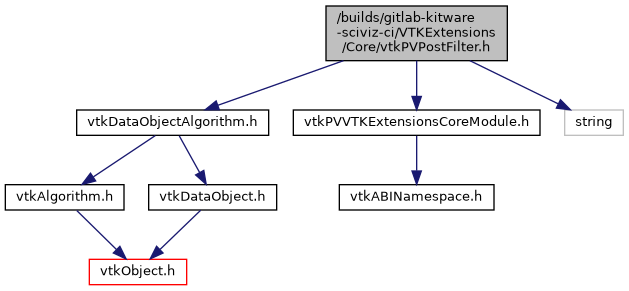 /builds/gitlab-kitware
-sciviz-ci/VTKExtensions
/Core/vtkPVPostFilter.h
vtkDataObjectAlgorithm.h
vtkPVVTKExtensionsCoreModule.h
string
vtkAlgorithm.h
vtkDataObject.h
vtkABINamespace.h
vtkObject.h